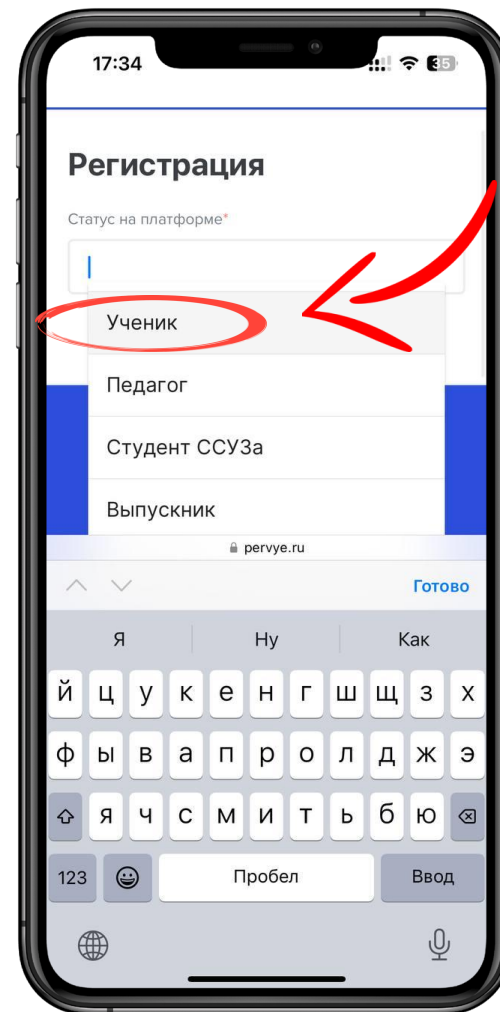 17:34
35
Регистрация
Статус на платформе*
Ученик
Педагог
Студент ССУЗа
Выпускник
pervye.ru
Готово
Я Ну Как
й ц у к е н г ш щ з х
ф ы в а п р о л д ж э
я ч с м и т ь б ю
123 Пробел Ввод